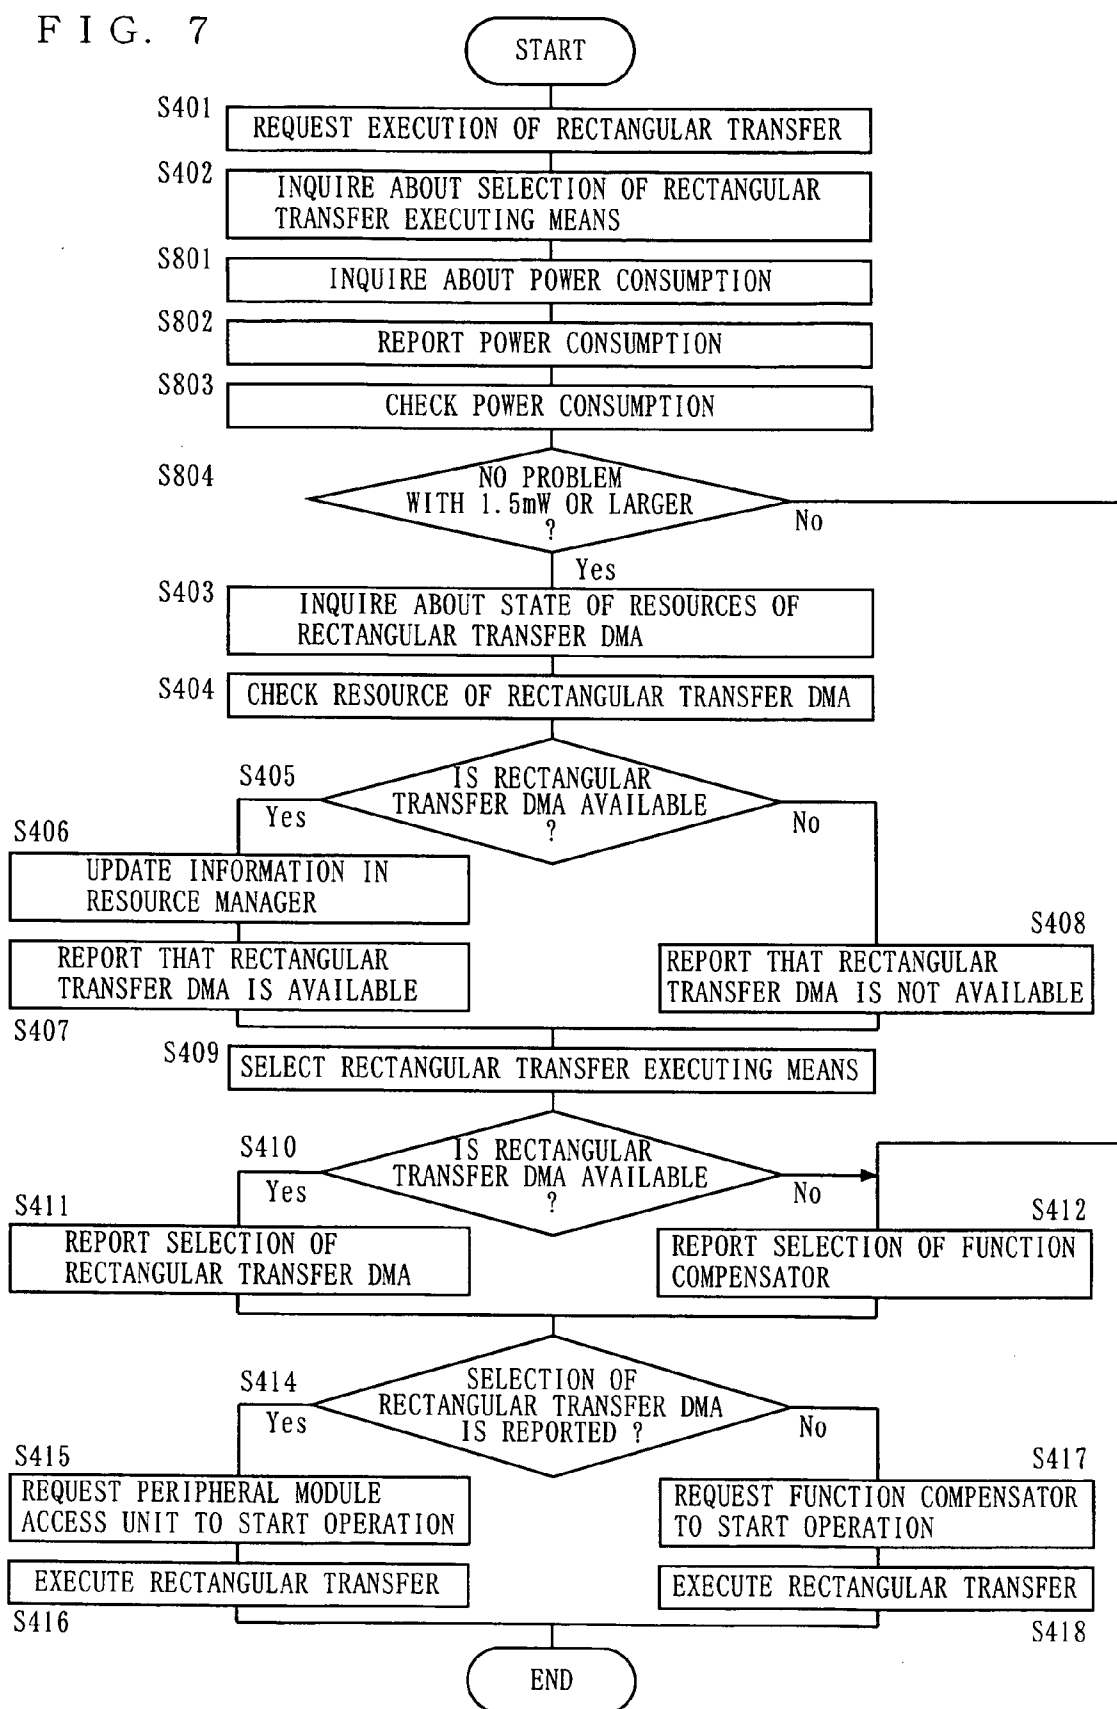 FIG. 7
START
S401
REQUEST EXECUTION OF RECTANGULAR TRANSFER
S402
INQUIRE ABOUT SELECTION OF RECTANGULAR
TRANSFER EXECUTING MEANS
S801
INQUIRE ABOUT POWER CONSUMPTION
S802
REPORT POWER CONSUMPTION
S803
CHECK POWER CONSUMPTION
S804
NO PROBLEM
WITH 1.5mW OR LARGER
?
No
Yes
S403
INQUIRE ABOUT STATE OF RESOURCES OF
RECTANGULAR TRANSFER DMA
S404
CHECK RESOURCE OF RECTANGULAR TRANSFER DMA
S405
IS RECTANGULAR
TRANSFER DMA AVAILABLE
?
Yes
No
S406
UPDATE INFORMATION IN
RESOURCE MANAGER
REPORT THAT RECTANGULAR
TRANSFER DMA IS AVAILABLE
S407
S408
REPORT THAT RECTANGULAR
TRANSFER DMA IS NOT AVAILABLE
S409
SELECT RECTANGULAR TRANSFER EXECUTING MEANS
S410
IS RECTANGULAR
TRANSFER DMA AVAILABLE
?
Yes
No
S411
REPORT SELECTION OF
RECTANGULAR TRANSFER DMA
S412
REPORT SELECTION OF FUNCTION
COMPENSATOR
S414
SELECTION OF
RECTANGULAR TRANSFER DMA
IS REPORTED ?
Yes
No
S415
REQUEST PERIPHERAL MODULE
ACCESS UNIT TO START OPERATION
EXECUTE RECTANGULAR TRANSFER
S416
S417
REQUEST FUNCTION COMPENSATOR
TO START OPERATION
EXECUTE RECTANGULAR TRANSFER
S418
END